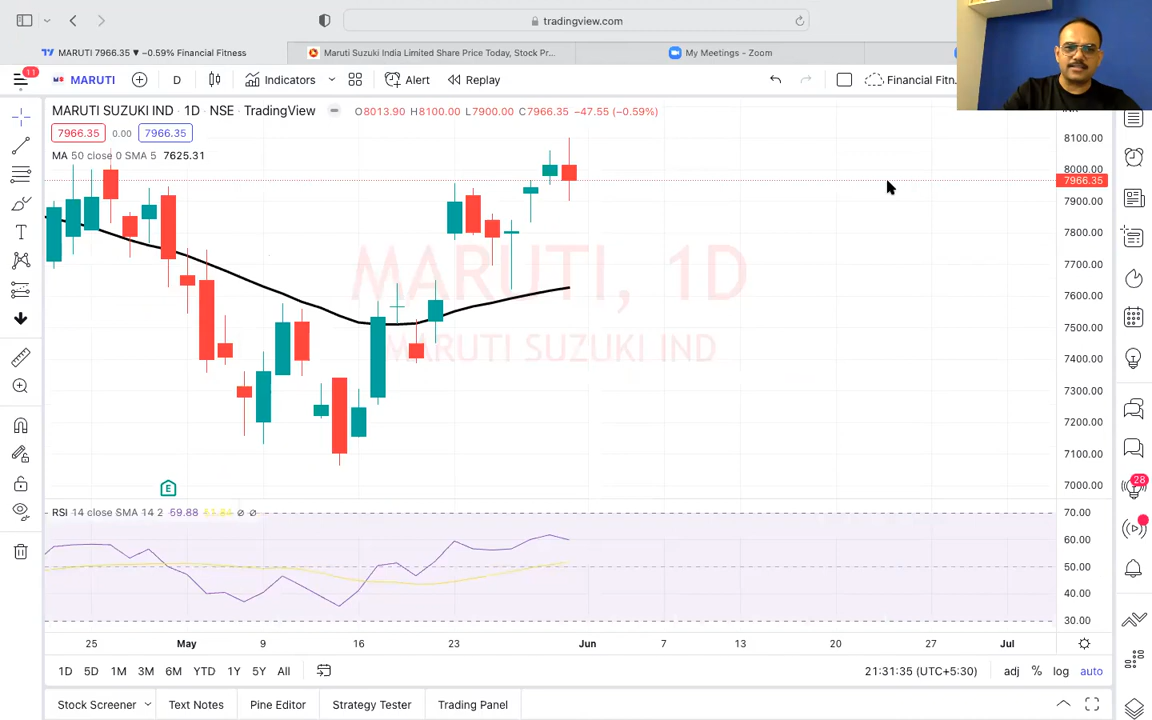 tradingview.com
MARUTI 7966.35 ▼ −0.59% Financial Fitness
Maruti Suzuki India Limited Share Price Today, Stock Pr...
My Meetings - Zoom
11
MARUTI
D
Indicators
Alert
Replay
Financial Fitn...
MARUTI SUZUKI IND · 1D · NSE · TradingView
O8013.90 H8100.00 L7900.00 C7966.35 −47.55 (−0.59%)
7966.35
0.00
7966.35
MA 50 close 0 SMA 5 7625.31
MARUTI, 1D
MARUTI SUZUKI IND
8100.00
8000.00
7966.35
7900.00
7800.00
7700.00
7600.00
7500.00
7400.00
7300.00
7200.00
7100.00
7000.00
28
E
RSI 14 close SMA 14 2 59.88
70.00
60.00
50.00
40.00
30.00
25
May
9
16
23
Jun
7
13
20
27
Jul
1D
5D
1M
3M
6M
YTD
1Y
5Y
All
21:31:35 (UTC+5:30)
adj
%
log
auto
Stock Screener
Text Notes
Pine Editor
Strategy Tester
Trading Panel